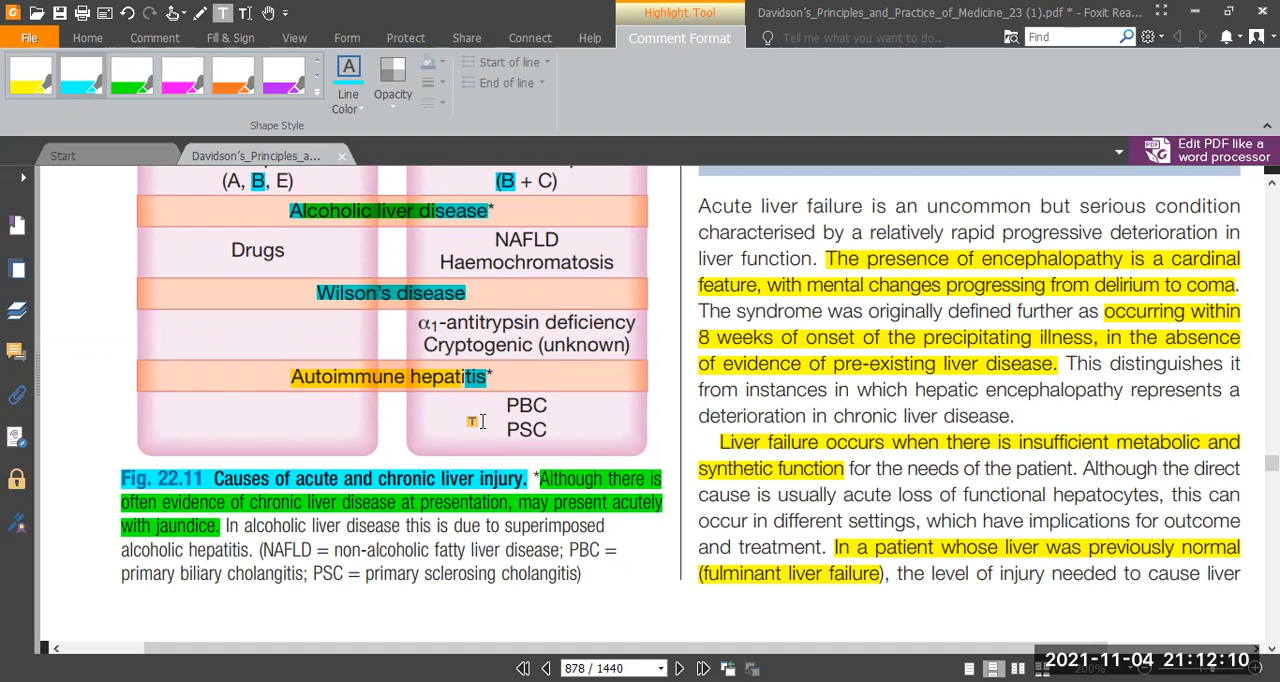 Highlight Tool
Davidson's_Principles_and_Practice_of_Medicine_23 (1).pdf * - Foxit Rea...
File
Home
Comment
Fill & Sign
View
Form
Protect
Share
Connect
Help
Comment Format
Tell me what you want to do..
Find
Line
Color
Opacity
Start of line
End of line
Shape Style
Start
Davidson's_Principles_a...
Edit PDF like a
word processor
(A, B, E)
(B + C)
Alcoholic liver disease*
Drugs
NAFLD
Haemochromatosis
Wilson's disease
α1-antitrypsin deficiency
Cryptogenic (unknown)
Autoimmune hepatitis*
PBC
PSC
Fig. 22.11 Causes of acute and chronic liver injury. *Although there is
often evidence of chronic liver disease at presentation, may present acutely
with jaundice. In alcoholic liver disease this is due to superimposed
alcoholic hepatitis. (NAFLD = non-alcoholic fatty liver disease; PBC =
primary biliary cholangitis; PSC = primary sclerosing cholangitis)
Acute liver failure is an uncommon but serious condition
characterised by a relatively rapid progressive deterioration in
liver function. The presence of encephalopathy is a cardinal
feature, with mental changes progressing from delirium to coma.
The syndrome was originally defined further as occurring within
8 weeks of onset of the precipitating illness, in the absence
of evidence of pre-existing liver disease. This distinguishes it
from instances in which hepatic encephalopathy represents a
deterioration in chronic liver disease.
Liver failure occurs when there is insufficient metabolic and
synthetic function for the needs of the patient. Although the direct
cause is usually acute loss of functional hepatocytes, this can
occur in different settings, which have implications for outcome
and treatment. In a patient whose liver was previously normal
(fulminant liver failure), the level of injury needed to cause liver
878 / 1440
200%
2021-11-04 21:12:10